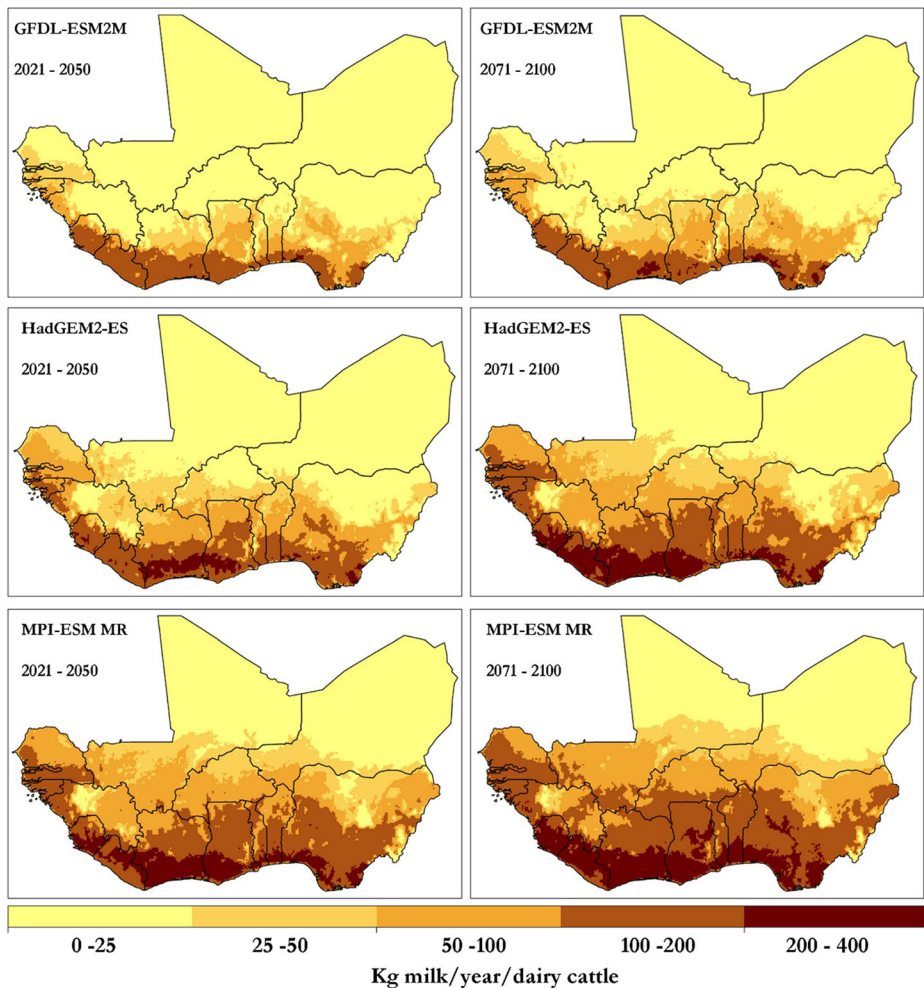 GFDL-ESM2M
2021 - 2050
GFDL-ESM2M
2071 - 2100
HadGEM2-ES
2021 - 2050
HadGEM2-ES
2071 - 2100
MPI-ESM MR
2021 - 2050
MPI-ESM MR
2071 - 2100
0 -25 25 -50 50 -100 100 -200 200 - 400
Kg milk/year/dairy cattle